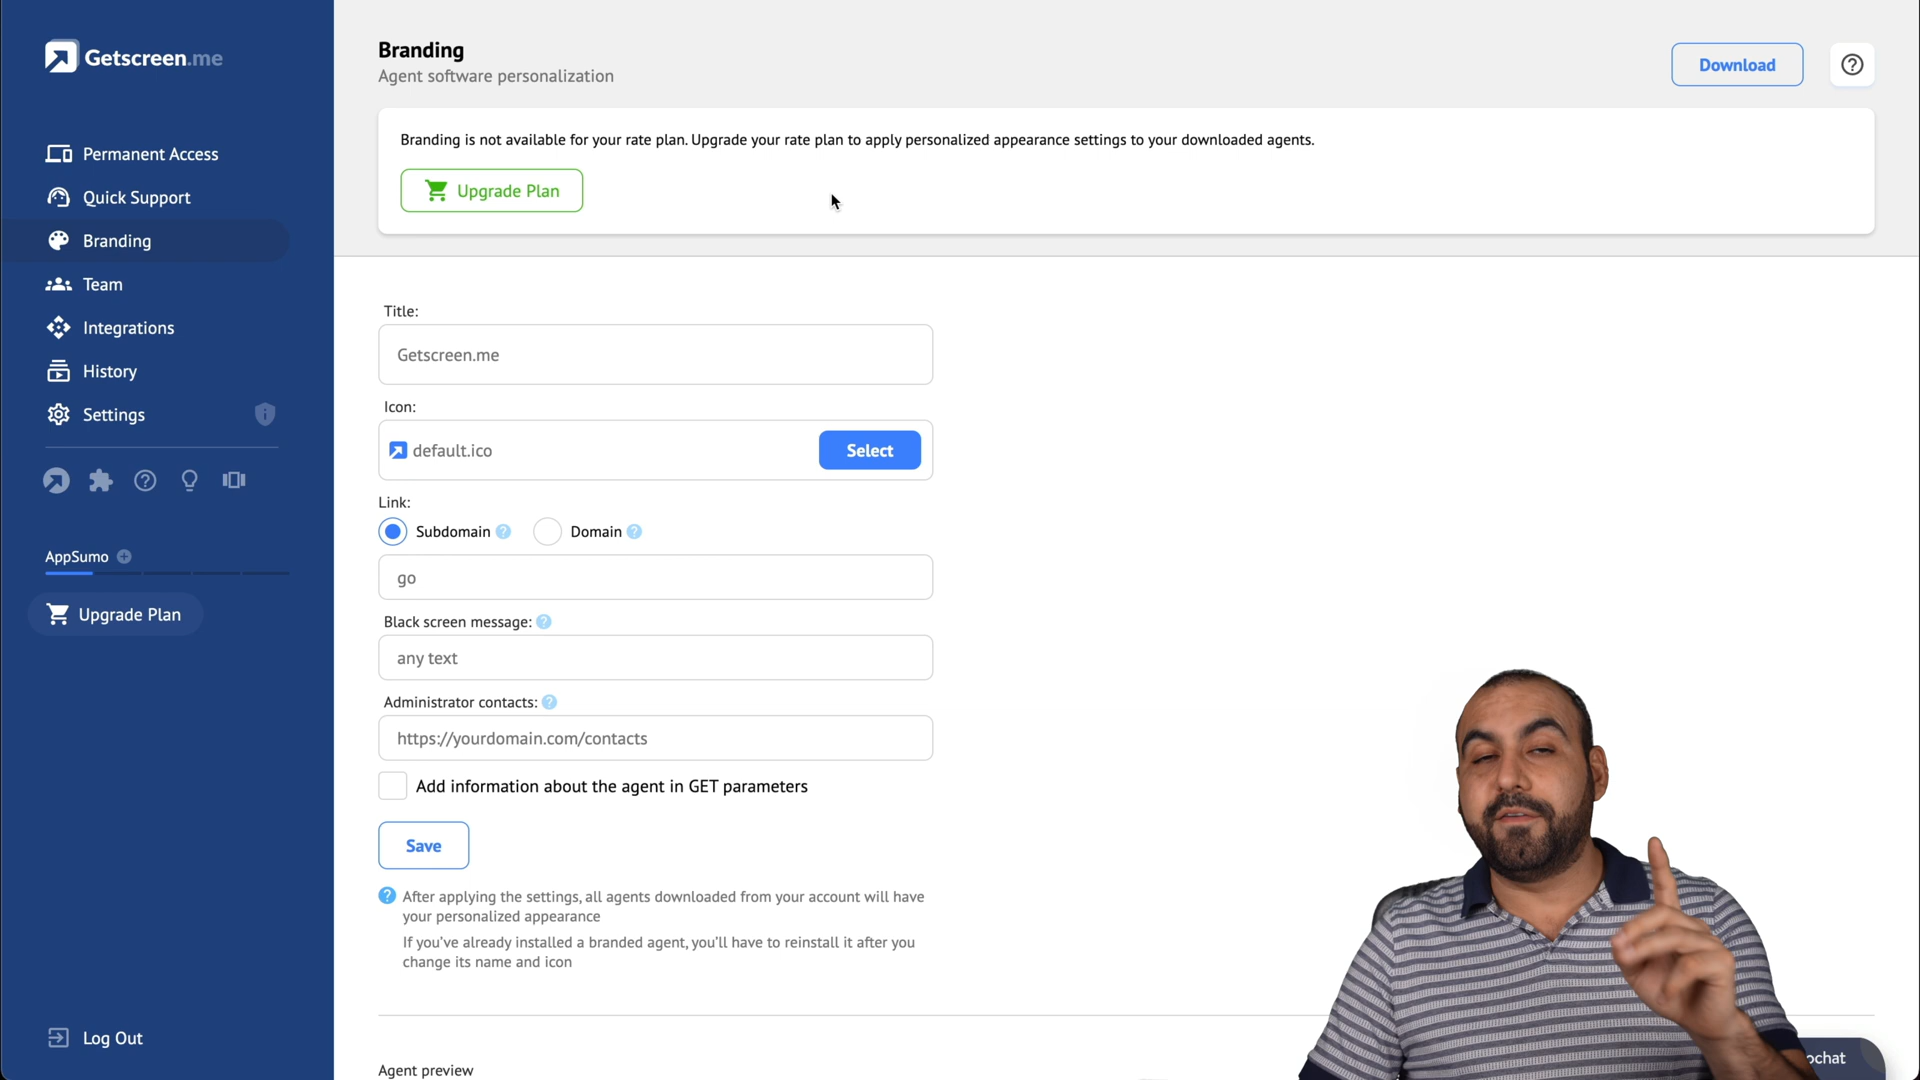 Getscreen.me
Permanent Access
Quick Support
Branding
Team
Integrations
History
Settings
AppSumo
Upgrade Plan
Log Out
Branding
Agent software personalization
Download
Branding is not available for your rate plan. Upgrade your rate plan to apply personalized appearance settings to your downloaded agents.
Upgrade Plan
Title:
Getscreen.me
Icon:
default.ico
Select
Link:
Subdomain ?
Domain ?
go
Black screen message: ?
any text
Administrator contacts: ?
https://yourdomain.com/contacts
Add information about the agent in GET parameters
Save
? After applying the settings, all agents downloaded from your account will have
your personalized appearance
If you've already installed a branded agent, you'll have to reinstall it after you
change its name and icon
Agent preview